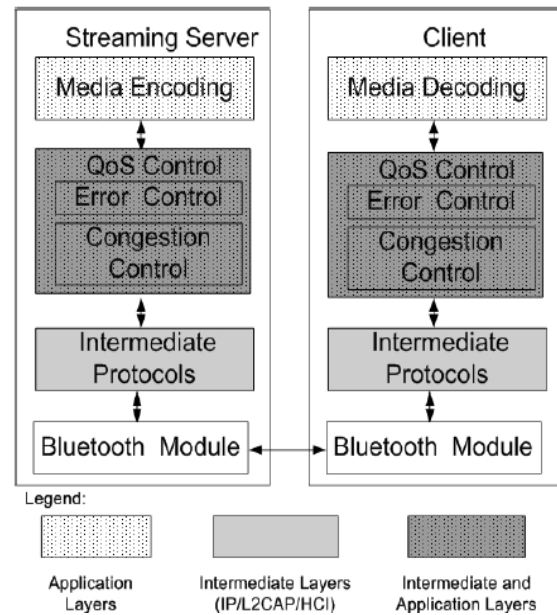 Streaming Server
Media Encoding
QoS Control
Error Control
Congestion
Control
Intermediate
Protocols
Bluetooth Module
Client
Media Decoding
QoS Control
Error Control
Congestion
Control
Intermediate
Protocols
Bluetooth Module
Legend:
Application
Layers
Intermediate Layers
(IP/L2CAP/HCI)
Intermediate and
Application Layers